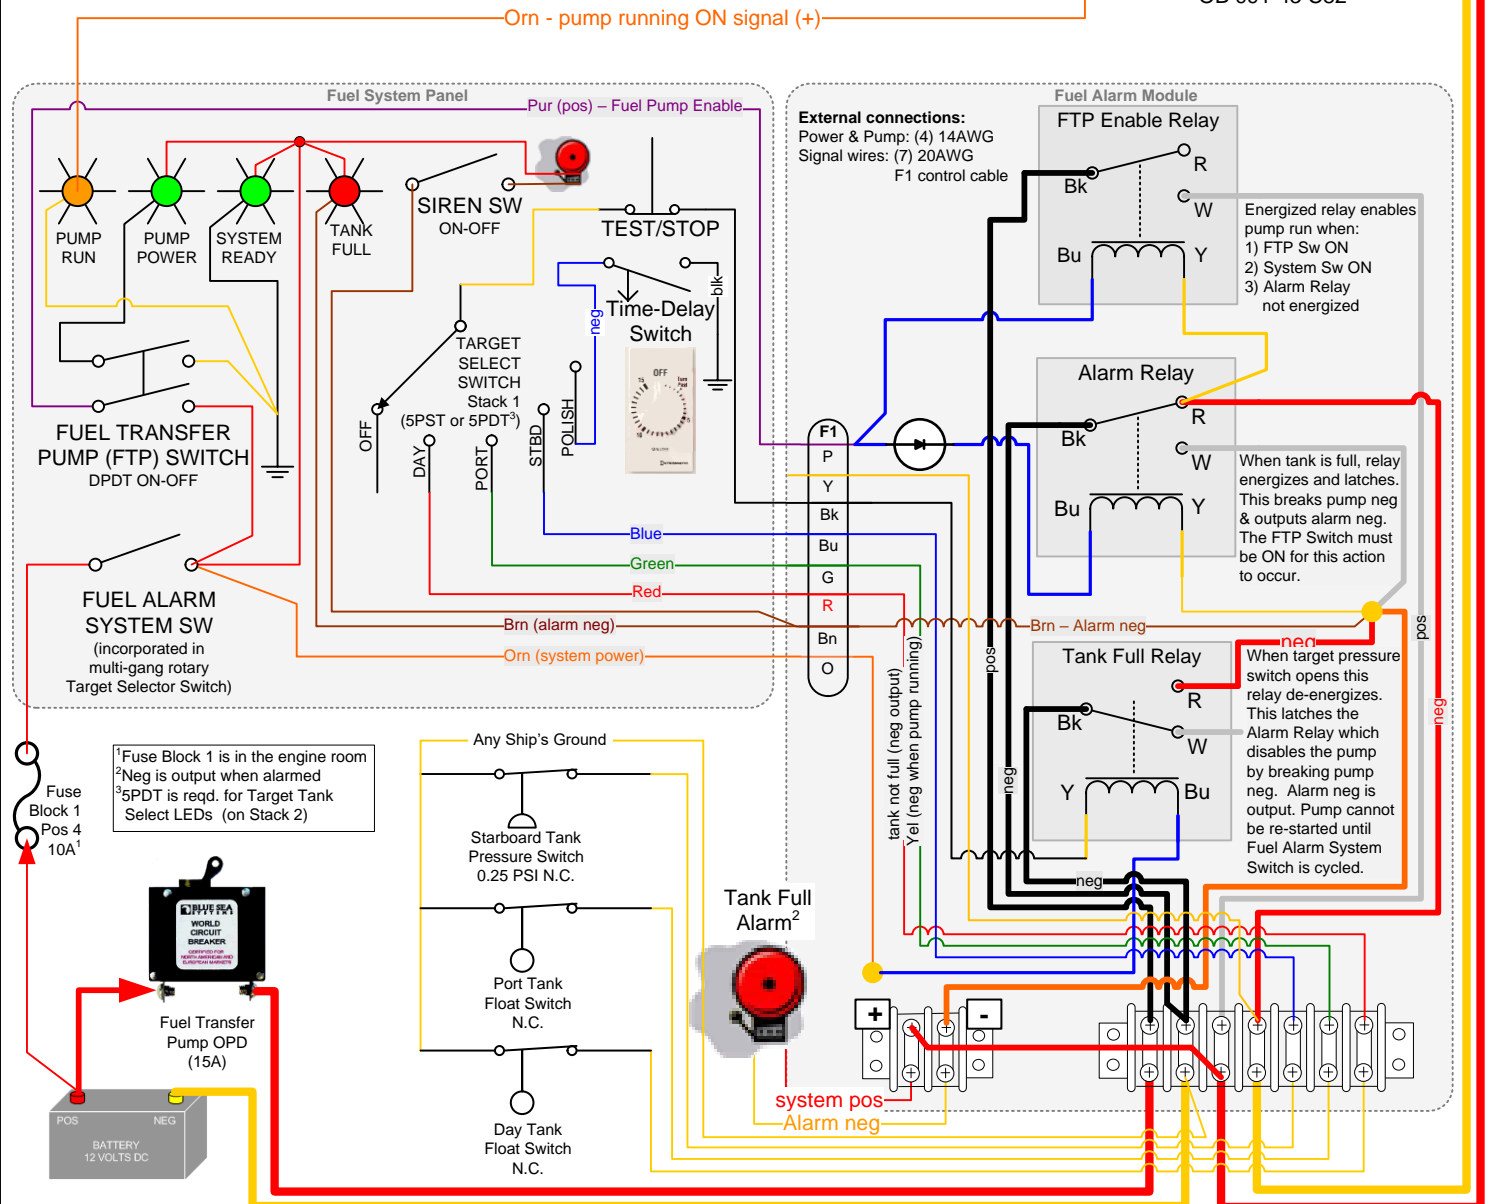 Orn - pump running ON signal (+)
Fuel System Panel
Pur (pos) – Fuel Pump Enable
PUMP
RUN
PUMP
POWER
SYSTEM
READY
TANK
FULL
SIREN SW
ON-OFF
TEST/STOP
blk
neg
Time-Delay
Switch
OFF
TARGET
SELECT
SWITCH
Stack 1
(5PST or 5PDT³)
OFF
DAY
PORT
STBD
POLISH
FUEL TRANSFER
PUMP (FTP) SWITCH
DPDT ON-OFF
FUEL ALARM
SYSTEM SW
(incorporated in
multi-gang rotary
Target Selector Switch)
Blue
Green
Red
Brn (alarm neg)
Orn (system power)
F1
P
Y
Bk
Bu
G
R
Bn
O
Fuel Alarm Module
External connections:
Power & Pump: (4) 14AWG
Signal wires: (7) 20AWG
F1 control cable
FTP Enable Relay
R
Bk
W
Bu
Y
Energized relay enables
pump run when:
1) FTP Sw ON
2) System Sw ON
3) Alarm Relay
not energized
Alarm Relay
R
Bk
W
Bu
Y
When tank is full, relay
energizes and latches.
This breaks pump neg
& outputs alarm neg.
The FTP Switch must
be ON for this action
to occur.
Brn – Alarm neg
pos
pos
neg
neg
neg
neg
tank not full (neg output)
Yel (neg when pump running)
Tank Full Relay
R
Bk
W
Y
Bu
When target pressure
switch opens this
relay de-energizes.
This latches the
Alarm Relay which
disables the pump
by breaking pump
neg. Alarm neg is
output. Pump cannot
be re-started until
Fuel Alarm System
Switch is cycled.
Fuse
Block 1
Pos 4
10A¹
¹Fuse Block 1 is in the engine room
²Neg is output when alarmed
³5PDT is reqd. for Target Tank
Select LEDs (on Stack 2)
BLUE SEA
SYSTEMS
WORLD
CIRCUIT
BREAKER
CERTIFIED FOR
NORTH AMERICAN AND
EUROPEAN MARKETS
Fuel Transfer
Pump OPD
(15A)
POS
NEG
BATTERY
12 VOLTS DC
Any Ship's Ground
Starboard Tank
Pressure Switch
0.25 PSI N.C.
Port Tank
Float Switch
N.C.
Day Tank
Float Switch
N.C.
Tank Full
Alarm²
+
-
system pos
Alarm neg